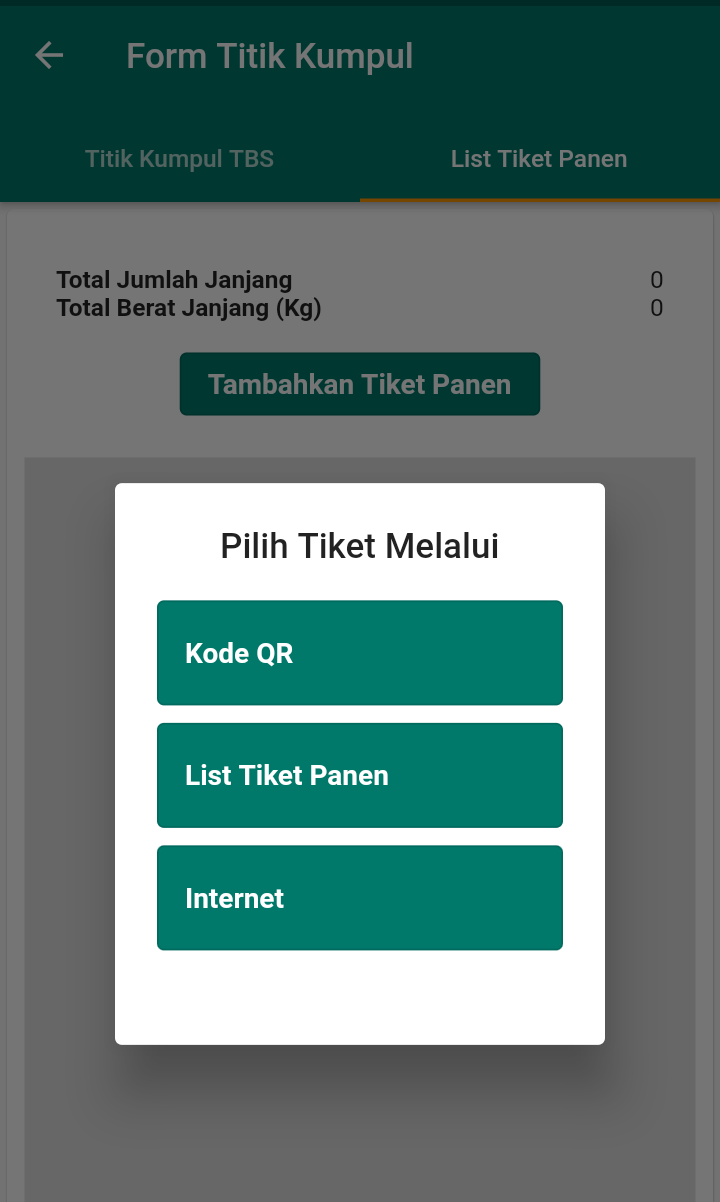 Form Titik Kumpul
Titik Kumpul TBS
List Tiket Panen
Total Jumlah Janjang 0
Total Berat Janjang (Kg) 0
Tambahkan Tiket Panen
Pilih Tiket Melalui
Kode QR
List Tiket Panen
Internet